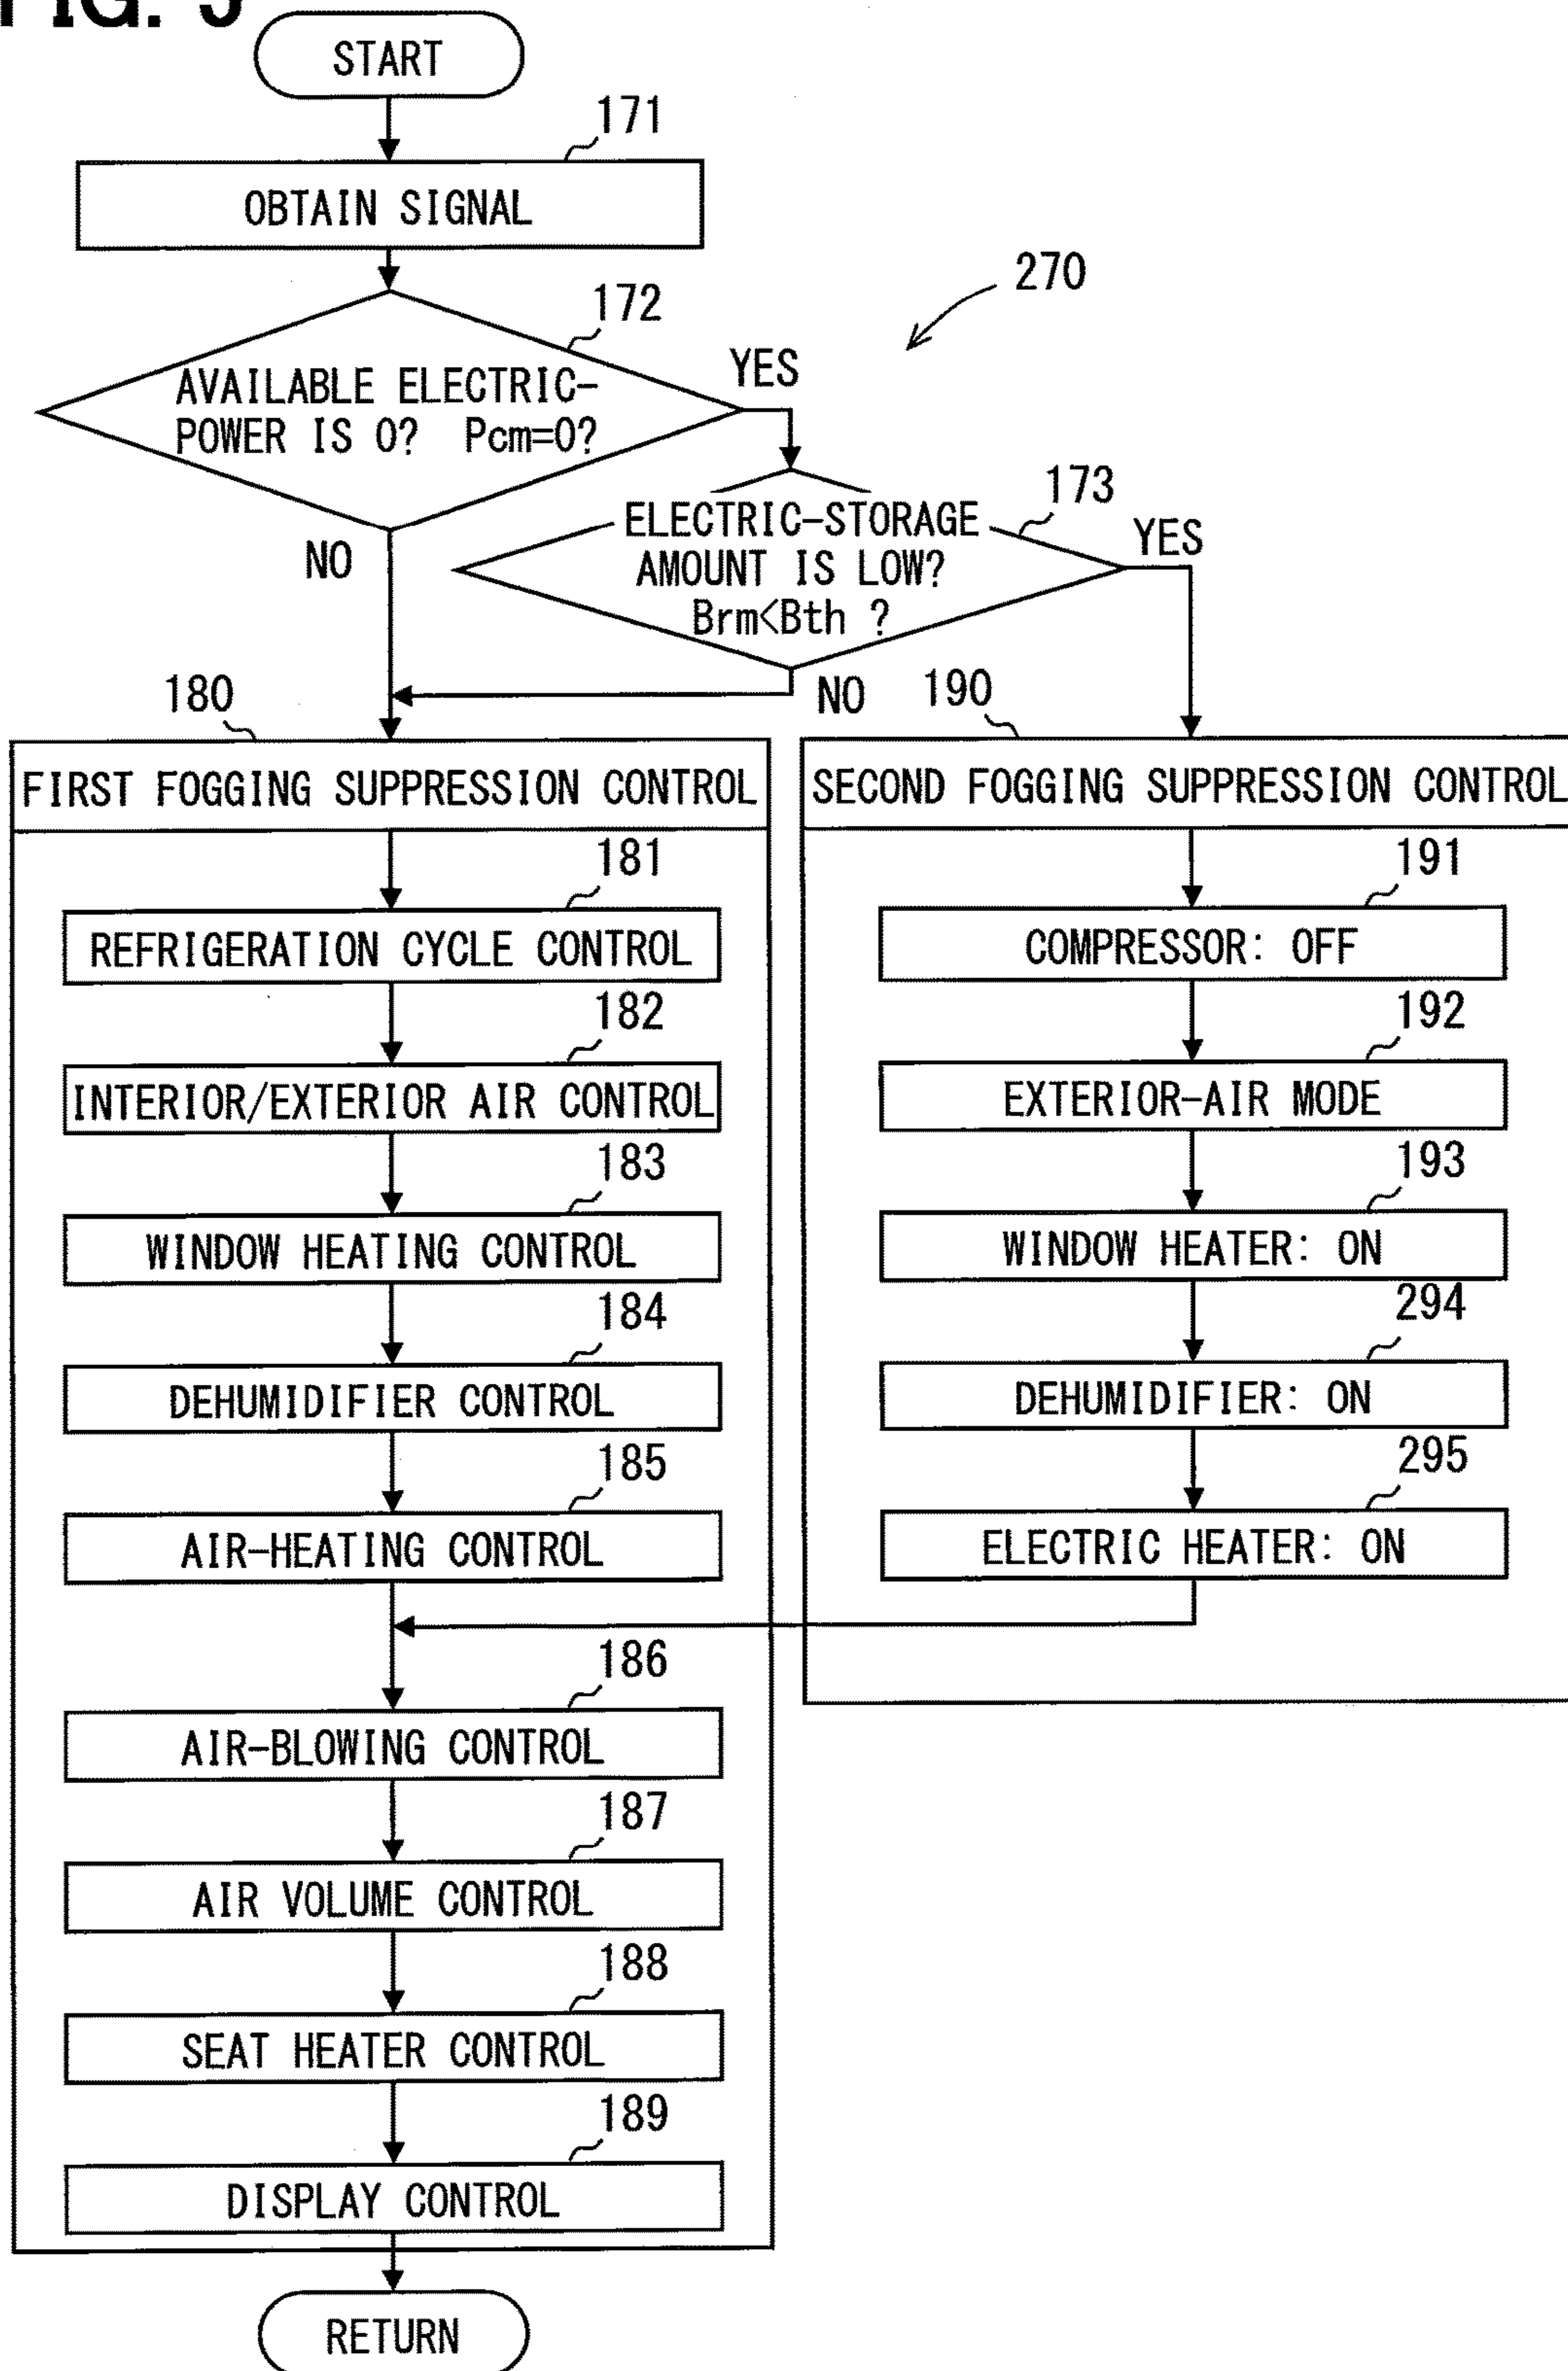 START
171
OBTAIN SIGNAL
270
172
AVAILABLE ELECTRIC-
POWER IS 0? Pcm=0?
YES
NO
173
ELECTRIC-STORAGE
AMOUNT IS LOW?
Brm<Bth ?
YES
NO
180
FIRST FOGGING SUPPRESSION CONTROL
181
REFRIGERATION CYCLE CONTROL
182
INTERIOR/EXTERIOR AIR CONTROL
183
WINDOW HEATING CONTROL
184
DEHUMIDIFIER CONTROL
185
AIR-HEATING CONTROL
186
AIR-BLOWING CONTROL
187
AIR VOLUME CONTROL
188
SEAT HEATER CONTROL
189
DISPLAY CONTROL
RETURN
190
SECOND FOGGING SUPPRESSION CONTROL
191
COMPRESSOR: OFF
192
EXTERIOR-AIR MODE
193
WINDOW HEATER: ON
294
DEHUMIDIFIER: ON
295
ELECTRIC HEATER: ON